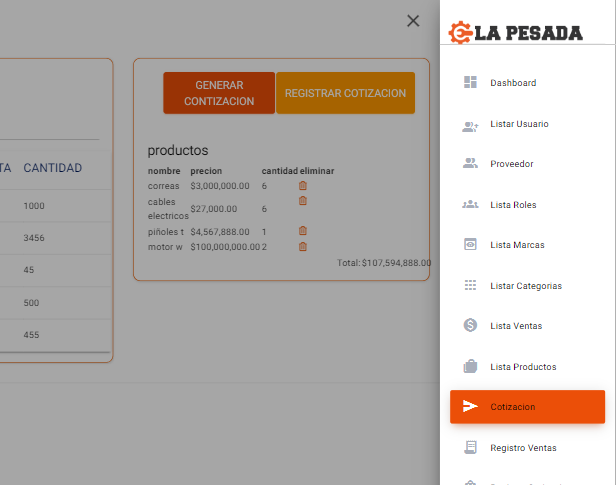 LA PESADA
Dashboard
Listar Usuario
Proveedor
Lista Roles
Lista Marcas
Listar Categorias
Lista Ventas
Lista Productos
Cotizacion
Registro Ventas
GENERAR
CONTIZACION
REGISTRAR COTIZACION
productos
nombre precion cantidad eliminar
correas $3,000,000.00 6
cables
electricos $27,000.00 6
piñoles t $4,567,888.00 1
motor w $100,000,000.00 2
Total: $107,594,888.00
TA CANTIDAD
1000
3456
45
500
455